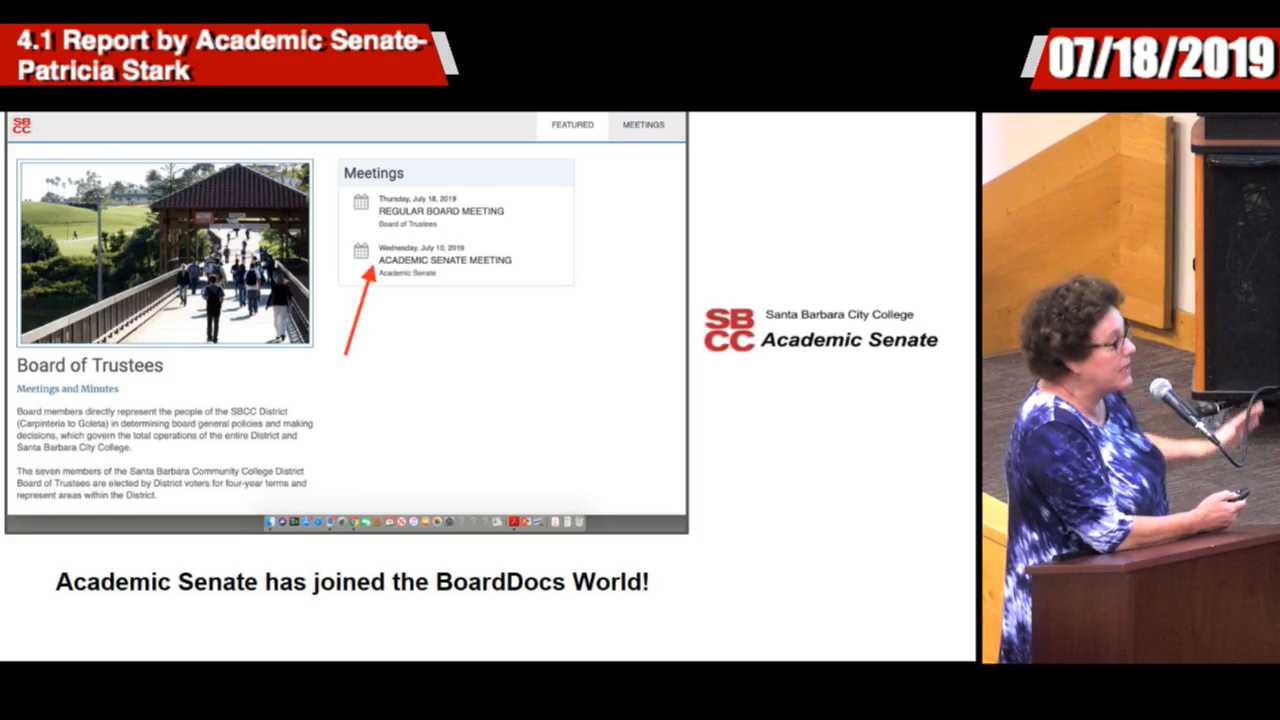 4.1 Report by Academic Senate-
Patricia Stark
07/18/2019
SB
CC
FEATURED
MEETINGS
Meetings
Thursday, July 18, 2019
REGULAR BOARD MEETING
Board of Trustees
Wednesday, July 10, 2019
ACADEMIC SENATE MEETING
Academic Senate
Board of Trustees
Meetings and Minutes
Board members directly represent the people of the SBCC District
(Carpinteria to Goleta) in determining board general policies and making
decisions, which govern the total operations of the entire District and
Santa Barbara City College.
The seven members of the Santa Barbara Community College District
Board of Trustees are elected by District voters for four-year terms and
represent areas within the District.
SB
CC
Santa Barbara City College
Academic Senate
Academic Senate has joined the BoardDocs World!